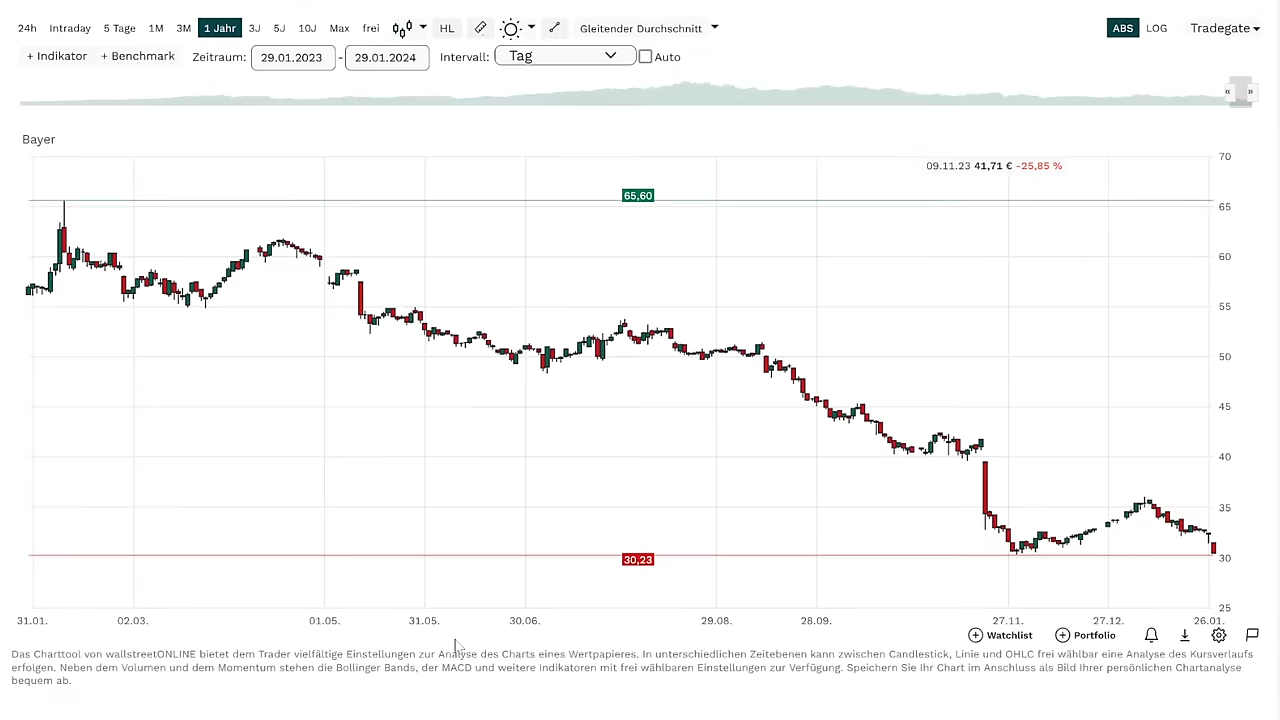 24h Intraday 5 Tage 1M 3M 1 Jahr 3J 5J 10J Max frei HL Gleitender Durchschnitt ABS LOG Tradegate
+ Indikator + Benchmark Zeitraum: 29.01.2023 - 29.01.2024 Intervall: Tag Auto
« »
Bayer
09.11.23 41,71 € -25,85 %
70
65,60
65
60
55
50
45
40
35
30,23
30
25
31.01. 02.03. 01.05. 31.05. 30.06. 29.08. 28.09. 27.11. 27.12. 26.01.
Watchlist Portfolio
Das Charttool von wallstreetONLINE bietet dem Trader vielfältige Einstellungen zur Analyse des Charts eines Wertpapieres. In unterschiedlichen Zeitebenen kann zwischen Candlestick, Linie und OHLC frei wählbar eine Analyse des Kursverlaufs
erfolgen. Neben dem Volumen und dem Momentum stehen die Bollinger Bands, der MACD und weitere Indikatoren mit frei wählbaren Einstellungen zur Verfügung. Speichern Sie Ihr Chart im Anschluss als Bild Ihrer persönlichen Chartanalyse
bequem ab.